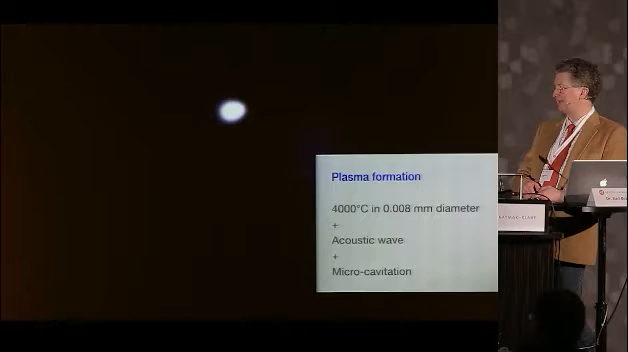 Plasma formation
4000°C in 0.008 mm diameter
+
Acoustic wave
+
Micro-cavitation